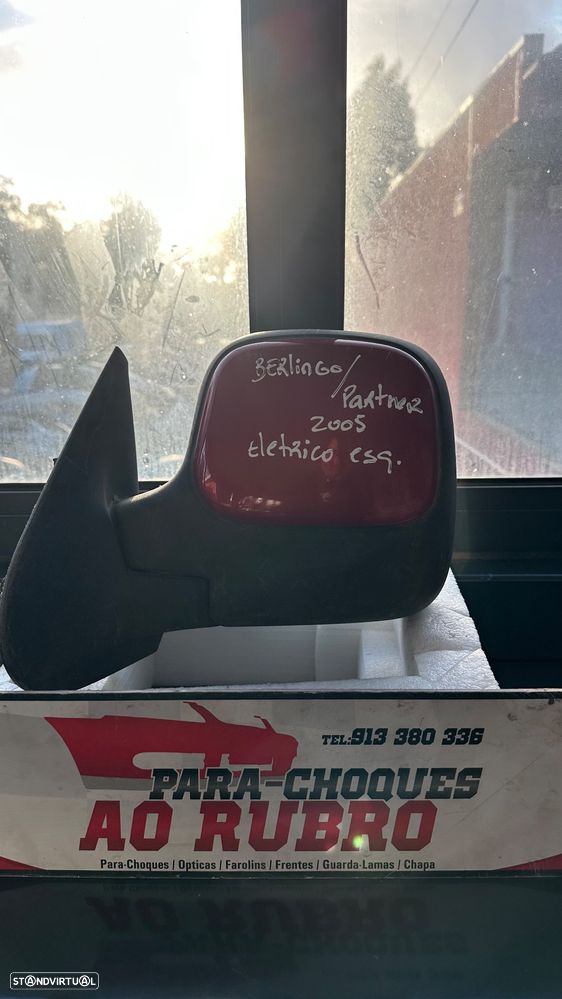 BERlinGo/
PaRtneR
2005
Eletrico esq.
TEL:913 380 336
PARA-CHOQUES
AO RUBRO
Para-Choques / Opticas / Farolins / Frentes / Guarda-Lamas / Chapa
STANDVIRTUAL